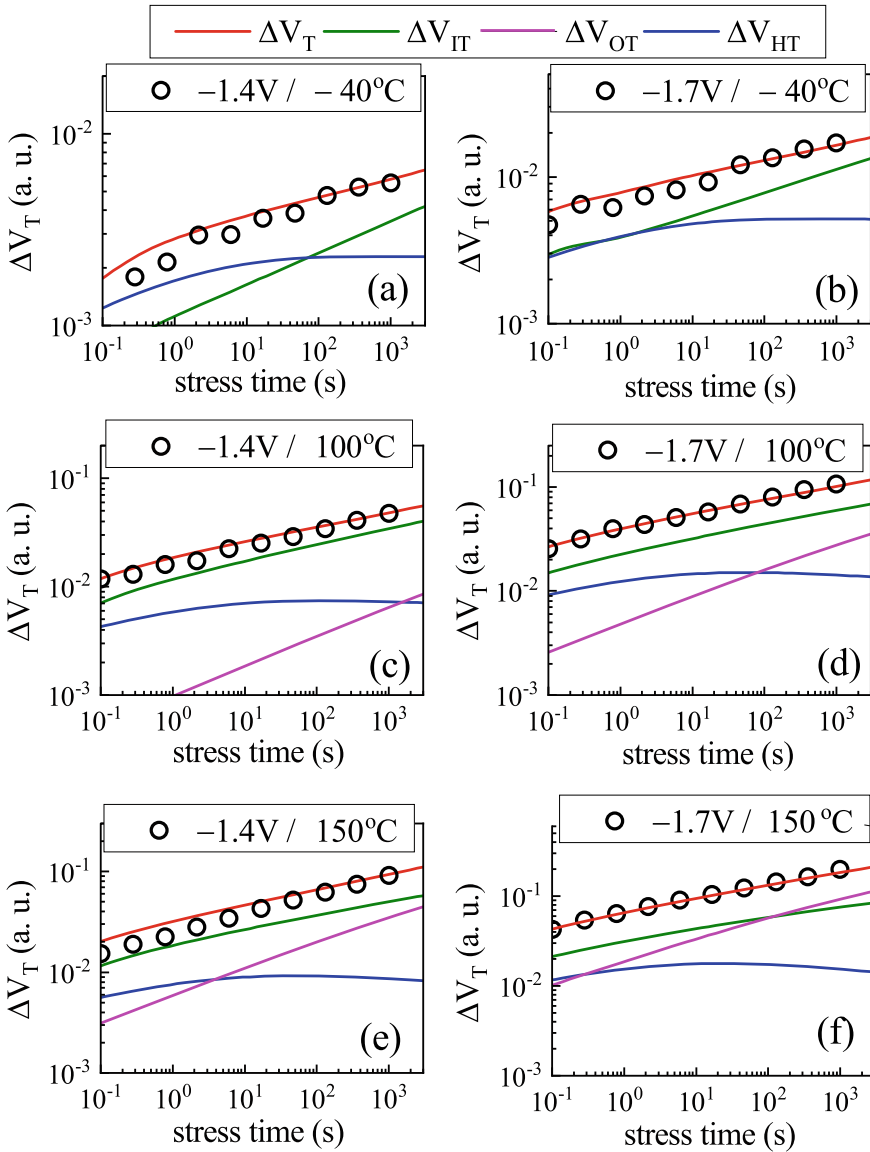 ΔV_T ΔV_IT ΔV_OT ΔV_HT
−1.4V / − 40°C
ΔV_T (a. u.)
10^-2
10^-3
(a)
10^-1 10^0 10^1 10^2 10^3
stress time (s)
−1.7V / − 40°C
ΔV_T (a. u.)
10^-2
10^-3
(b)
10^-1 10^0 10^1 10^2 10^3
stress time (s)
−1.4V / 100°C
ΔV_T (a. u.)
10^-1
10^-2
10^-3
(c)
10^-1 10^0 10^1 10^2 10^3
stress time (s)
−1.7V / 100°C
ΔV_T (a. u.)
10^-1
10^-2
10^-3
(d)
10^-1 10^0 10^1 10^2 10^3
stress time (s)
−1.4V / 150°C
ΔV_T (a. u.)
10^-1
10^-2
10^-3
(e)
10^-1 10^0 10^1 10^2 10^3
stress time (s)
−1.7V / 150°C
ΔV_T (a. u.)
10^-1
10^-2
10^-3
(f)
10^-1 10^0 10^1 10^2 10^3
stress time (s)